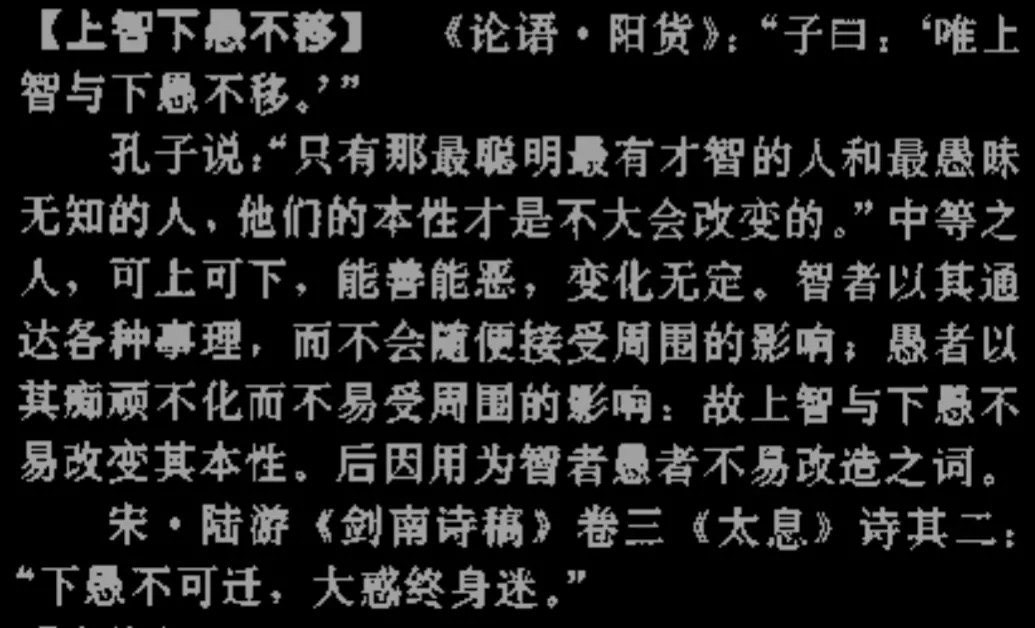 【上智下愚不移】 《论语·阳货》：“子曰：‘唯上
智与下愚不移。’”
孔子说：“只有那最聪明最有才智的人和最愚昧
无知的人，他们的本性才是不大会改变的。”中等之
人，可上可下，能善能恶，变化无定。智者以其通
达各种事理，而不会随便接受周围的影响；愚者以
其痴顽不化而不易受周围的影响：故上智与下愚不
易改变其本性。后因用为智者愚者不易改造之词。
宋·陆游《剑南诗稿》卷三《太息》诗其二：
“下愚不可迁，大惑终身迷。”